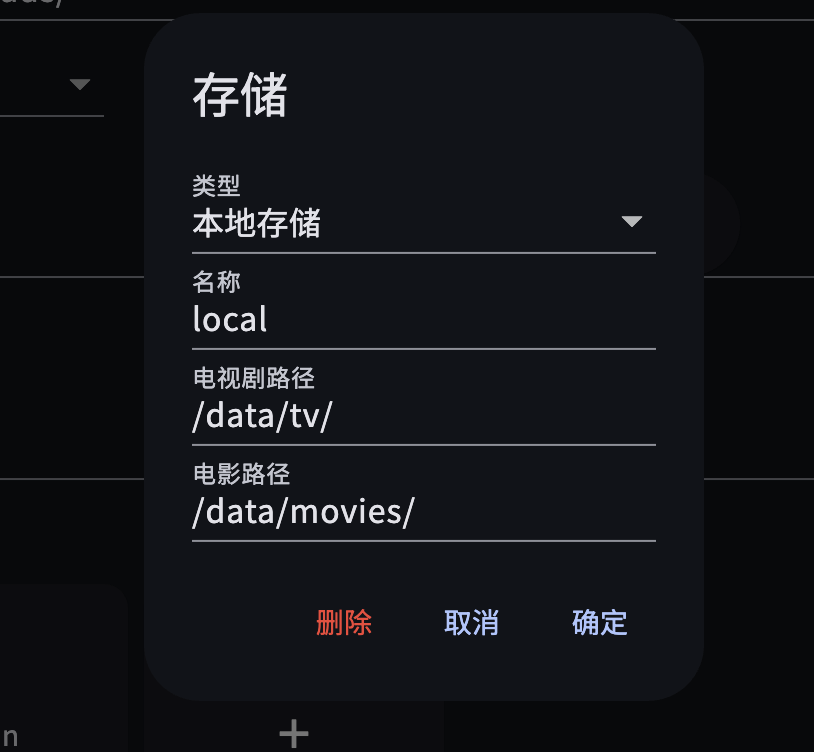 存储
类型
本地存储
名称
local
电视剧路径
/data/tv/
电影路径
/data/movies/
删除 取消 确定
n
+